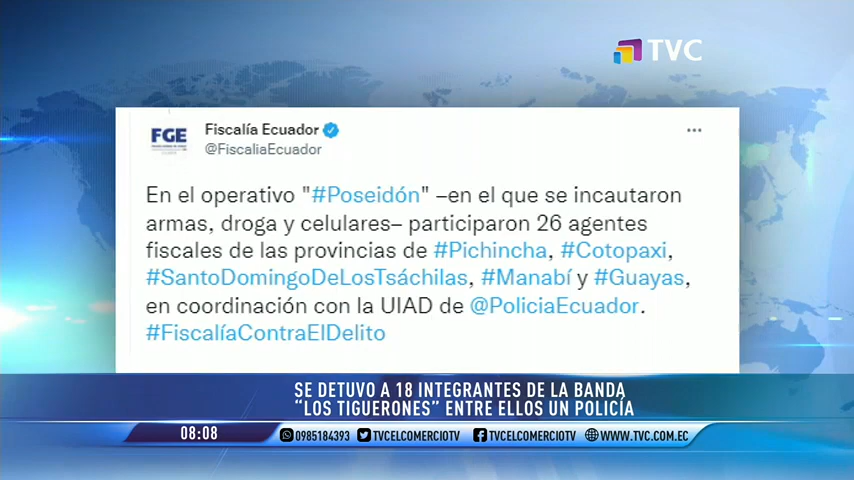 TVC
FGE
Fiscalía Ecuador
@FiscaliaEcuador
En el operativo "#Poseidón" –en el que se incautaron
armas, droga y celulares– participaron 26 agentes
fiscales de las provincias de #Pichincha, #Cotopaxi,
#SantoDomingoDeLosTsáchilas, #Manabí y #Guayas,
en coordinación con la UIAD de @PoliciaEcuador.
#FiscalíaContraElDelito
SE DETUVO A 18 INTEGRANTES DE LA BANDA
“LOS TIGUERONES” ENTRE ELLOS UN POLICÍA
08:08 0985184393 TVCELCOMERCIOTV TVCELCOMERCIOTV WWW.TVC.COM.EC